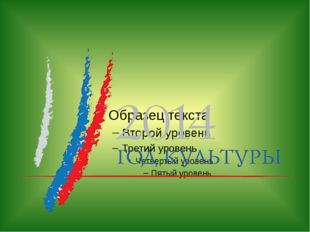 2014
ГОД КУЛЬТУРЫ
Образец текста
– Второй уровень
– Третий уровень
Четвертый уровень
– Пятый уровень